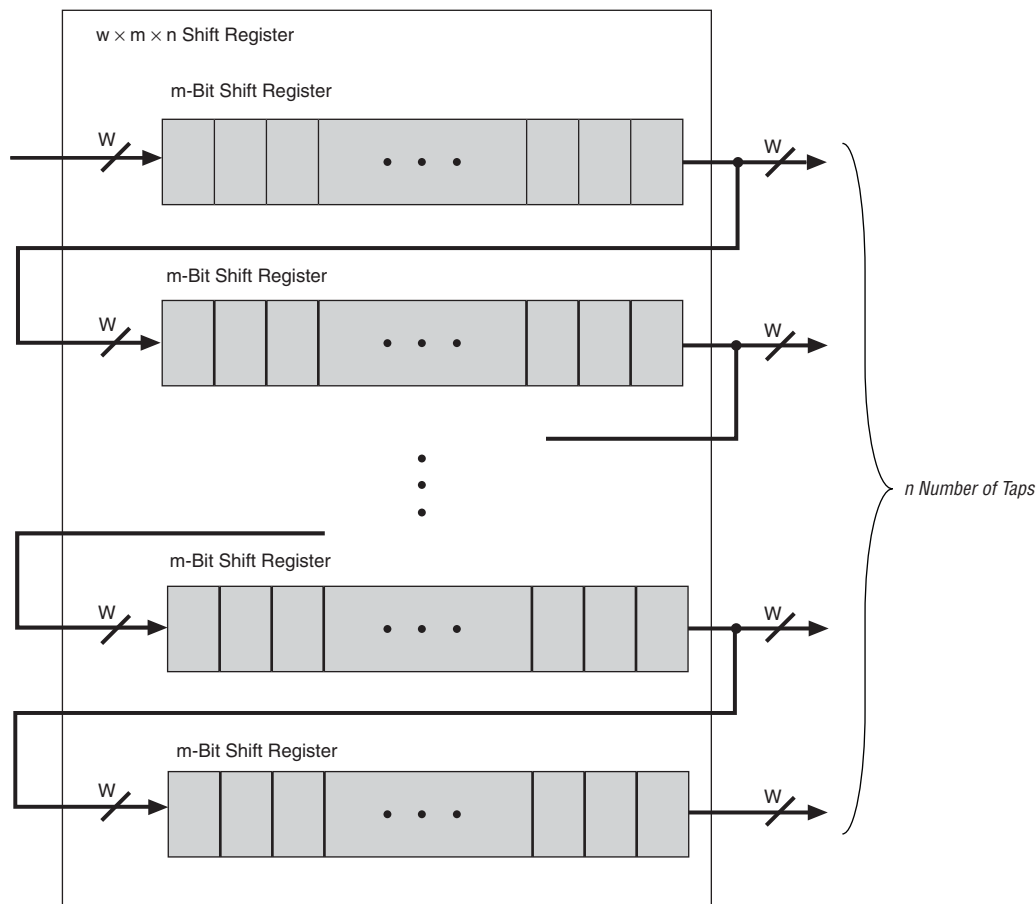 w × m × n Shift Register
m-Bit Shift Register
W
W
m-Bit Shift Register
W
W
n Number of Taps
m-Bit Shift Register
W
W
m-Bit Shift Register
W
W